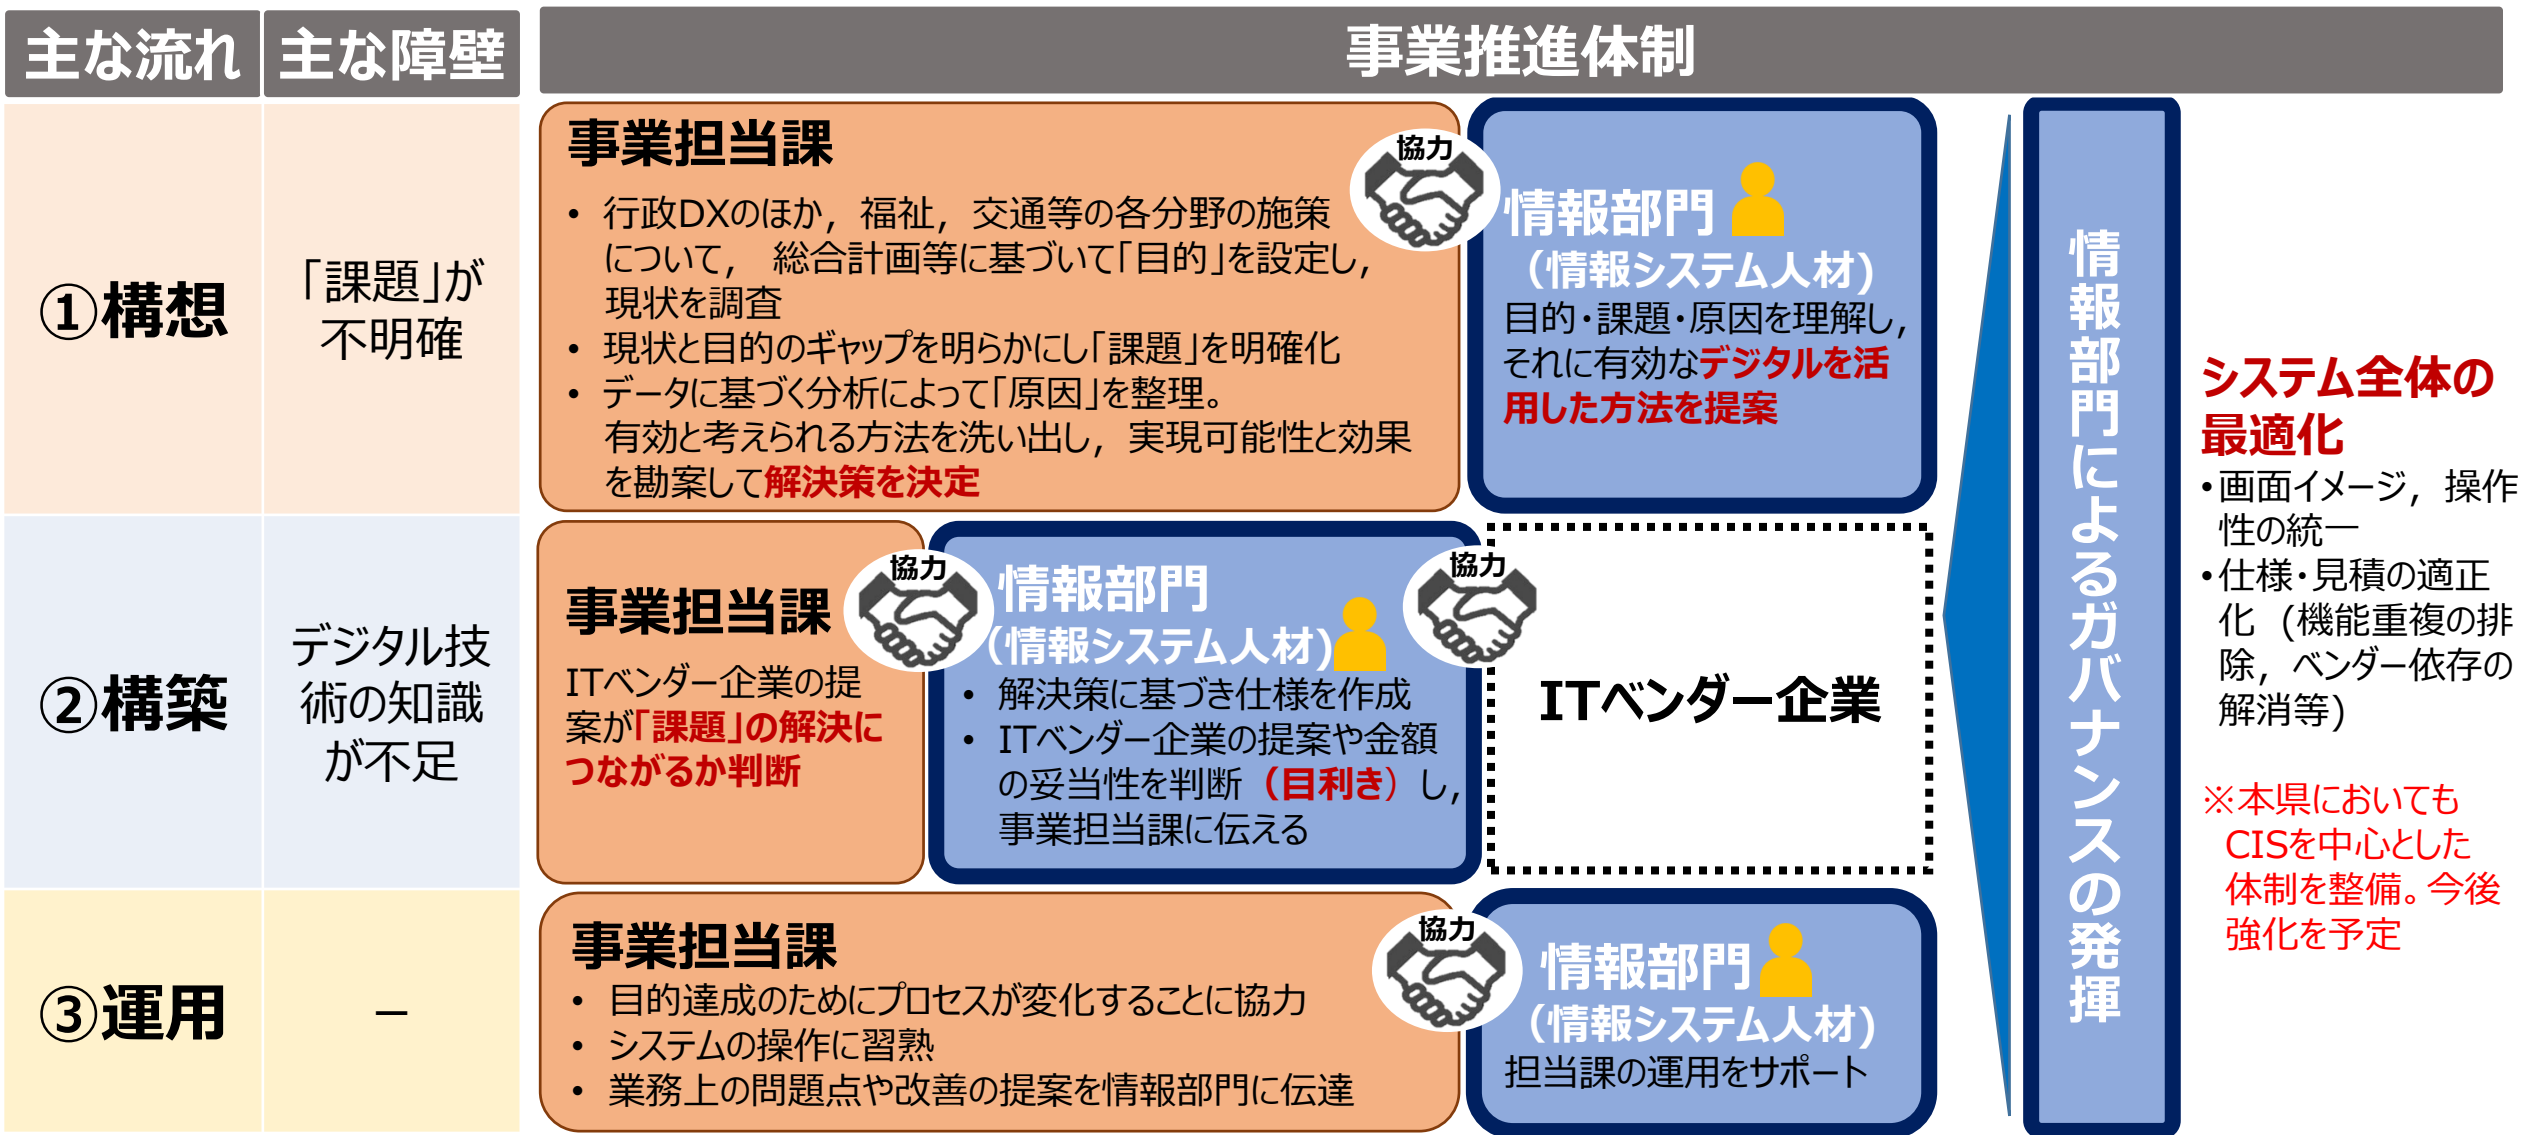 主な流れ
主な障壁
事業推進体制
①構想
「課題」が
不明確
事業担当課
• 行政DXのほか，福祉，交通等の各分野の施策
について，　総合計画等に基づいて「目的」を設定し，
現状を調査
• 現状と目的のギャップを明らかにし「課題」を明確化
• データに基づく分析によって「原因」を整理。
有効と考えられる方法を洗い出し，実現可能性と効果
を勘案して解決策を決定
協力
情報部門
（情報システム人材）
目的・課題・原因を理解し，
それに有効なデジタルを活
用した方法を提案
②構築
デジタル技
術の知識
が不足
事業担当課
ITベンダー企業の提
案が「課題」の解決に
つながるか判断
協力
情報部門
（情報システム人材）
• 解決策に基づき仕様を作成
• ITベンダー企業の提案や金額
の妥当性を判断（目利き）し，
事業担当課に伝える
協力
ITベンダー企業
③運用
－
事業担当課
• 目的達成のためにプロセスが変化することに協力
• システムの操作に習熟
• 業務上の問題点や改善の提案を情報部門に伝達
協力
情報部門
（情報システム人材）
担当課の運用をサポート
情報部門によるガバナンスの発揮
システム全体の
最適化
•画面イメージ，操作
性の統一
•仕様・見積の適正
化（機能重複の排
除，ベンダー依存の
解消等）
※本県においても
CISを中心とした
体制を整備。今後
強化を予定